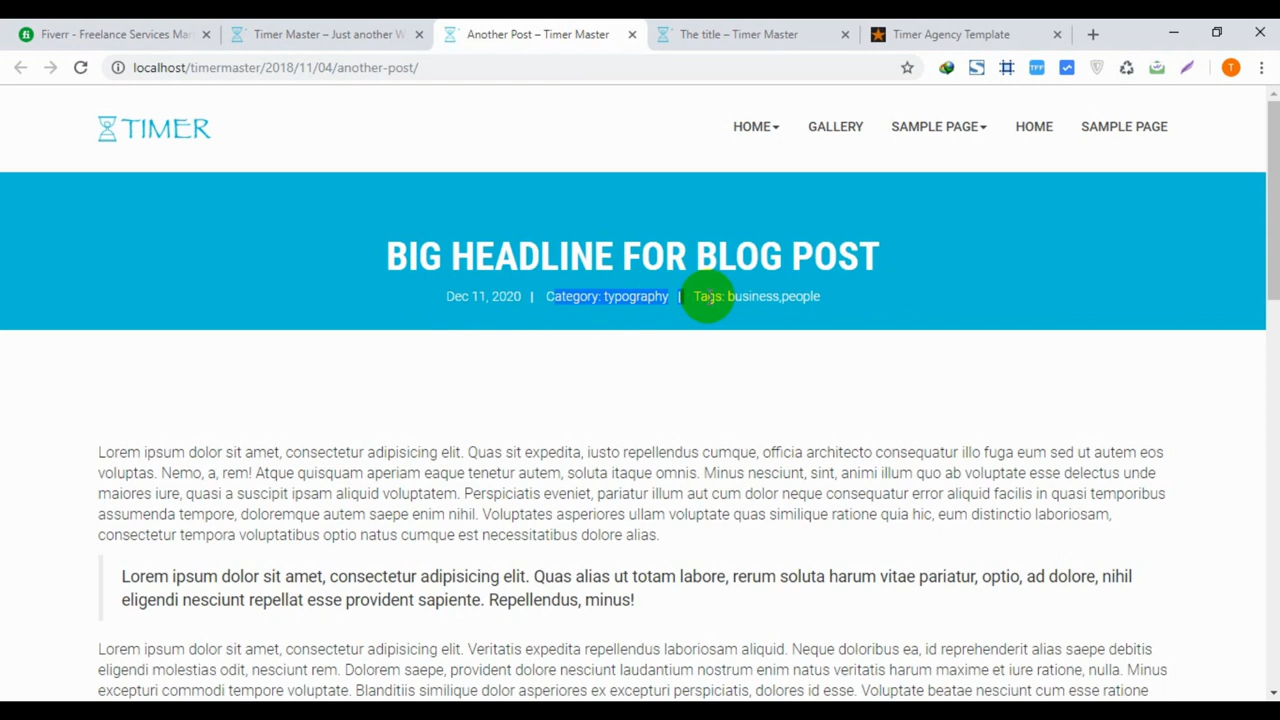 Fiverr - Freelance Services Mar
Timer Master – Just another W
Another Post – Timer Master
The title – Timer Master
Timer Agency Template
localhost/timermaster/2018/11/04/another-post/
TFF
T
TIMER
HOME
GALLERY
SAMPLE PAGE
HOME
SAMPLE PAGE
BIG HEADLINE FOR BLOG POST
Dec 11, 2020 | Category: typography | Tags: business,people
Lorem ipsum dolor sit amet, consectetur adipisicing elit. Quas sit expedita, iusto repellendus cumque, officia architecto consequatur illo fuga eum sed ut autem eos
voluptas. Nemo, a, rem! Atque quisquam aperiam eaque tenetur autem, soluta itaque omnis. Minus nesciunt, sint, animi illum quo ab voluptate esse delectus unde
maiores iure, quasi a suscipit ipsam aliquid voluptatem. Perspiciatis eveniet, pariatur illum aut cum dolor neque consequatur error aliquid facilis in quasi temporibus
assumenda tempore, doloremque autem saepe enim nihil. Voluptates asperiores ullam voluptate quas similique ratione quia hic, eum distinctio laboriosam,
consectetur tempora voluptatibus optio natus cumque est necessitatibus dolore alias.
Lorem ipsum dolor sit amet, consectetur adipisicing elit. Quas alias ut totam labore, rerum soluta harum vitae pariatur, optio, ad dolore, nihil
eligendi nesciunt repellat esse provident sapiente. Repellendus, minus!
Lorem ipsum dolor sit amet, consectetur adipisicing elit. Veritatis expedita repellendus laboriosam aliquid. Neque doloribus ea, id reprehenderit alias saepe debitis
eligendi molestias odit, nesciunt rem. Dolorem saepe, provident dolore nesciunt laudantium nostrum enim natus veritatis harum maxime et iure ratione, nulla. Minus
excepturi commodi tempore voluptate. Blanditiis similique dolor asperiores ex excepturi perspiciatis, dolores id esse. Voluptate beatae nesciunt cum esse ratione